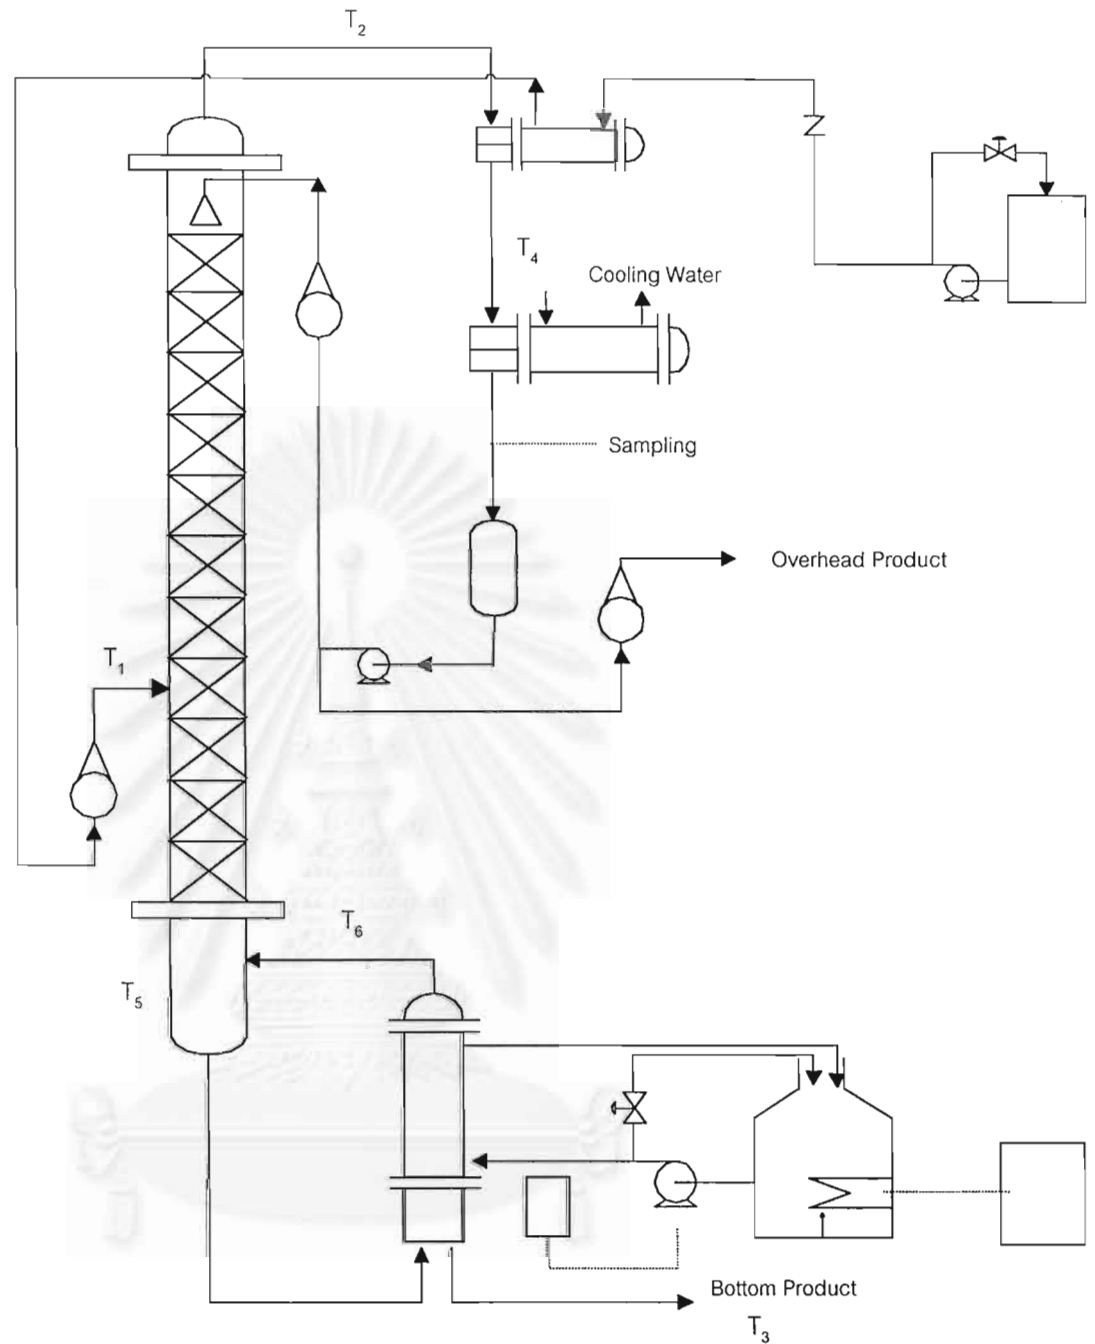 T2
T4
Cooling Water
Sampling
Overhead Product
T1
T6
T5
Bottom Product
T3